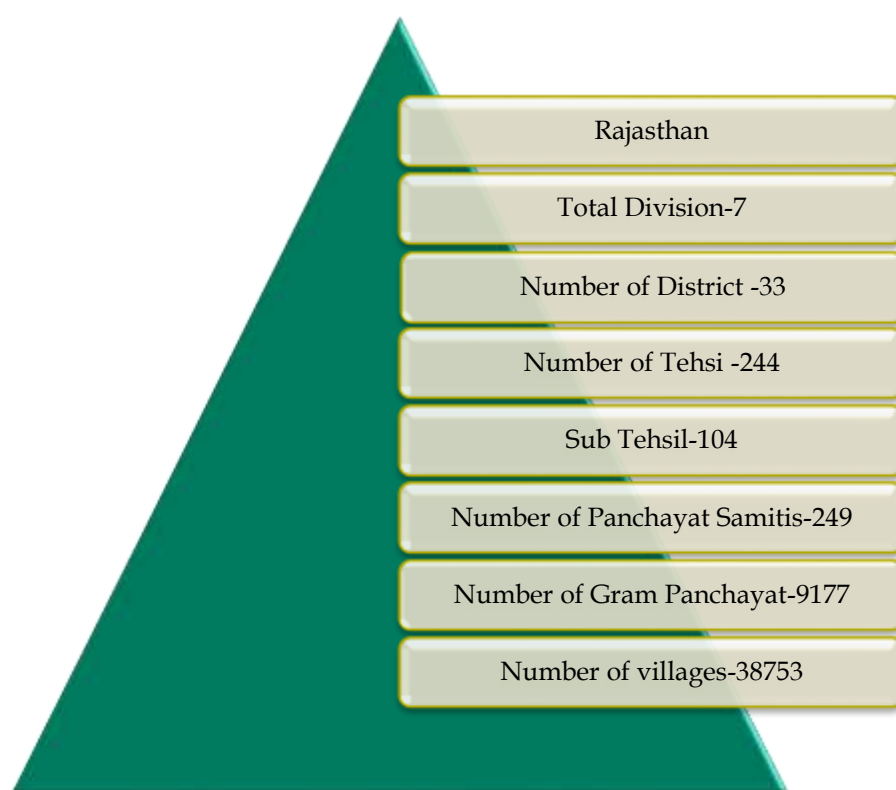 Rajasthan
Total Division-7
Number of District -33
Number of Tehsi -244
Sub Tehsil-104
Number of Panchayat Samitis-249
Number of Gram Panchayat-9177
Number of villages-38753